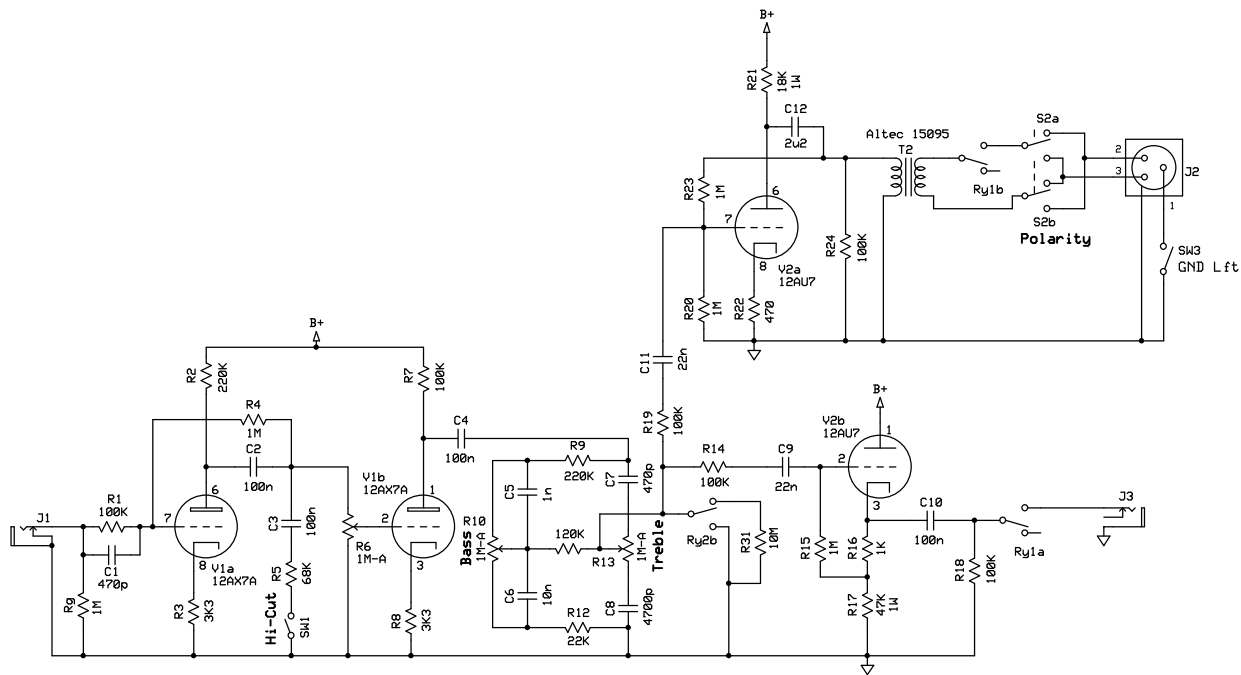 B+
R21
18K
1W
C12
2u2
Altec 15095
T2
S2a
2
3
J2
1
Ry1b
S2b
Polarity
SW3
GND Lft
R23
1M
6
7
8
V2a
12AU7
R24
100K
R20
1M
R22
470
C11
22n
R19
100K
B+
R2
220K
R7
100K
R4
1M
C2
100n
C4
100n
B+
V2b
12AU7
1
2
3
R9
220K
C7
470p
R14
100K
C9
22n
J1
R1
100K
C1
470p
Rg
1M
6
7
8
V1a
12AX7A
R3
3K3
C3
100n
R5
68K
Hi-Cut
SW1
V1b
12AX7A
1
2
3
R6
1M-A
R8
3K3
Bass
R10
1M-A
C5
1n
C6
10n
120K
R13
1M-A
Treble
R12
22K
C8
4700p
Ry2b
R31
10M
R15
1M
R16
1K
R17
47K
1W
C10
100n
R18
100K
Ry1a
J3